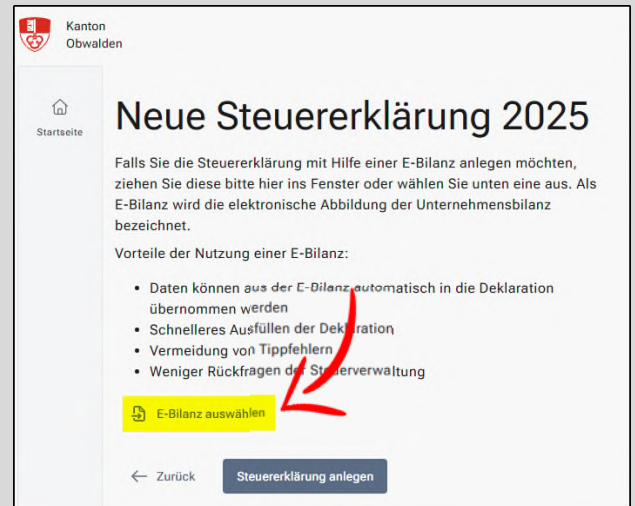 Kanton
Obwalden
Startseite
Neue Steuererklärung 2025
Falls Sie die Steuererklärung mit Hilfe einer E-Bilanz anlegen möchten,
ziehen Sie diese bitte hier ins Fenster oder wählen Sie unten eine aus. Als
E-Bilanz wird die elektronische Abbildung der Unternehmensbilanz
bezeichnet.
Vorteile der Nutzung einer E-Bilanz:
• Daten können aus der E-Bilanz automatisch in die Deklaration
übernommen werden
• Schnelleres Ausfüllen der Deklaration
• Vermeidung von Tippfehlern
• Weniger Rückfragen der Steuerverwaltung
E-Bilanz auswählen
← Zurück
Steuererklärung anlegen